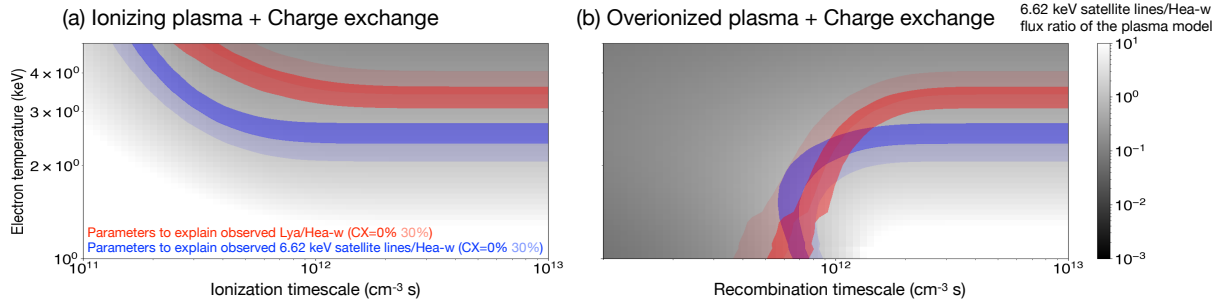 (a) Ionizing plasma + Charge exchange
(b) Overionized plasma + Charge exchange
6.62 keV satellite lines/Hea-w
flux ratio of the plasma model
Electron temperature (keV)
4 × 10⁰
3 × 10⁰
2 × 10⁰
10⁰
Parameters to explain observed Lya/Hea-w (CX=0% 30%)
Parameters to explain observed 6.62 keV satellite lines/Hea-w (CX=0% 30%)
10¹¹
10¹²
10¹³
Ionization timescale (cm⁻³ s)
10¹²
10¹³
Recombination timescale (cm⁻³ s)
10¹
10⁰
10⁻¹
10⁻²
10⁻³